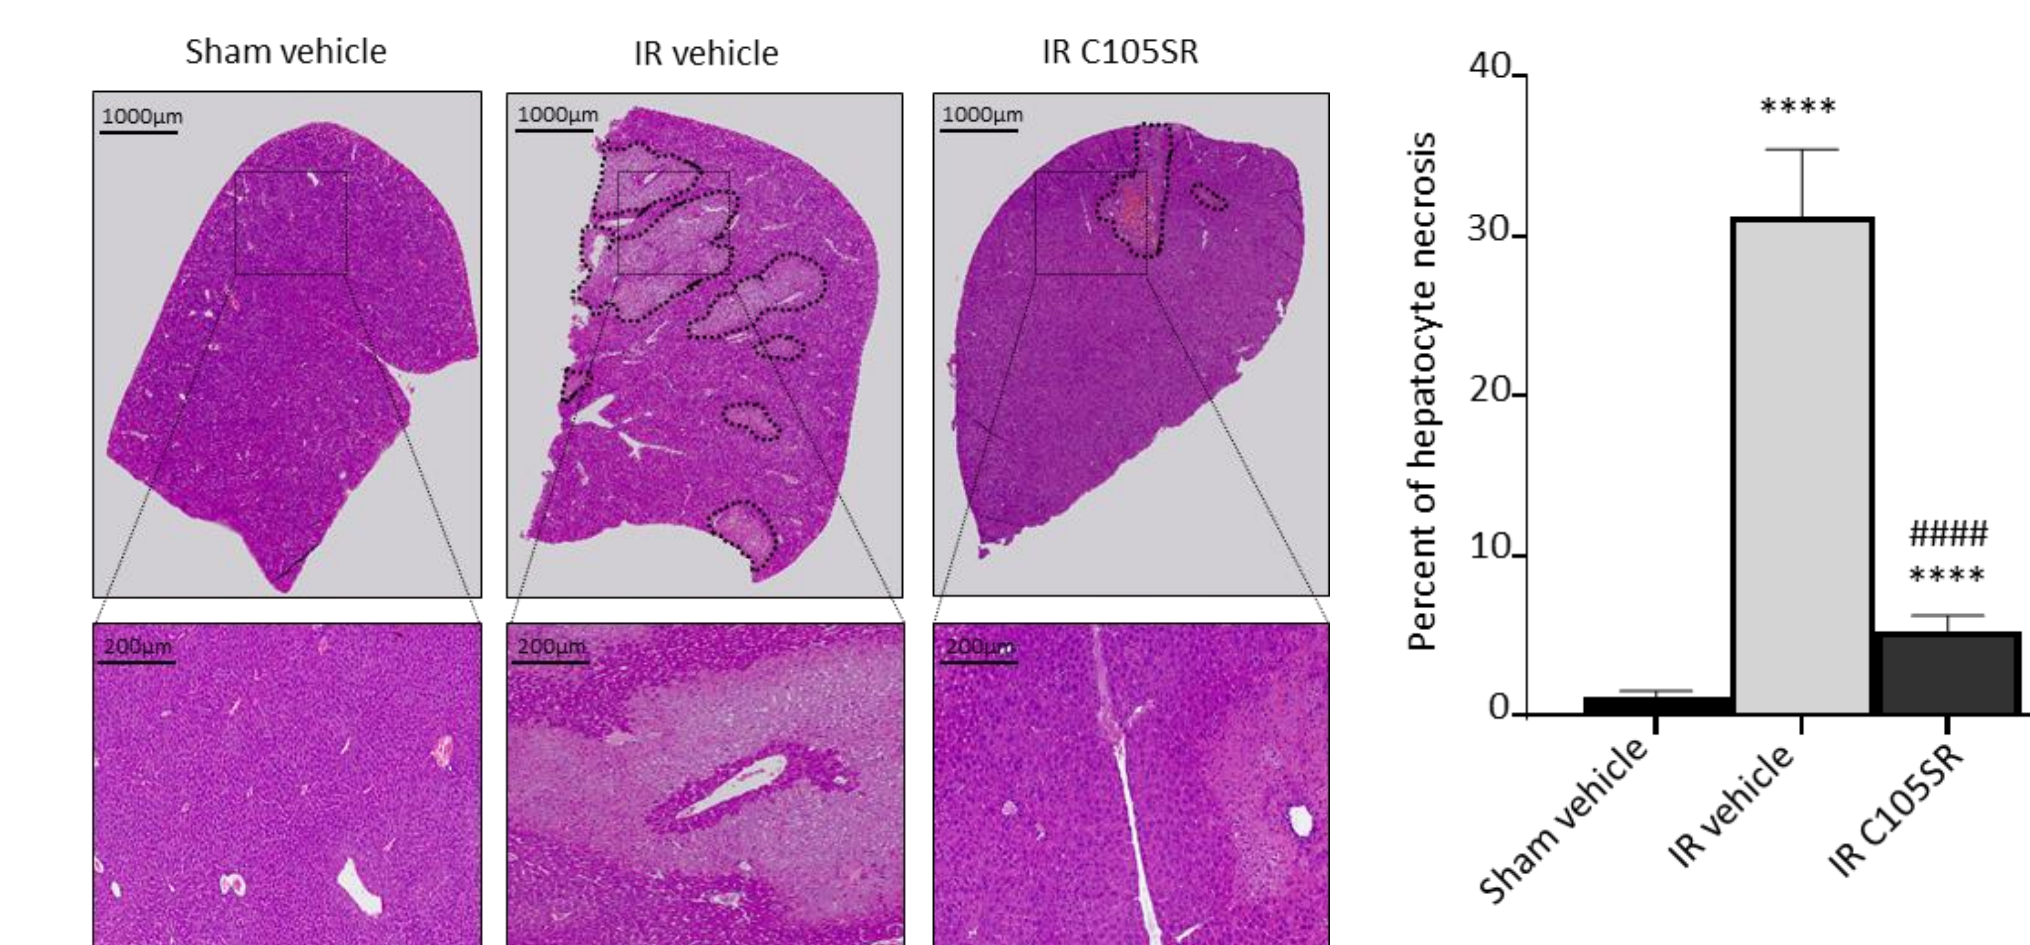 Sham vehicle
IR vehicle
IR C105SR
1000µm
1000µm
1000µm
200µm
200µm
200µm
Percent of hepatocyte necrosis
40
30
20
10
0
****
####
****
Sham vehicle
IR vehicle
IR C105SR